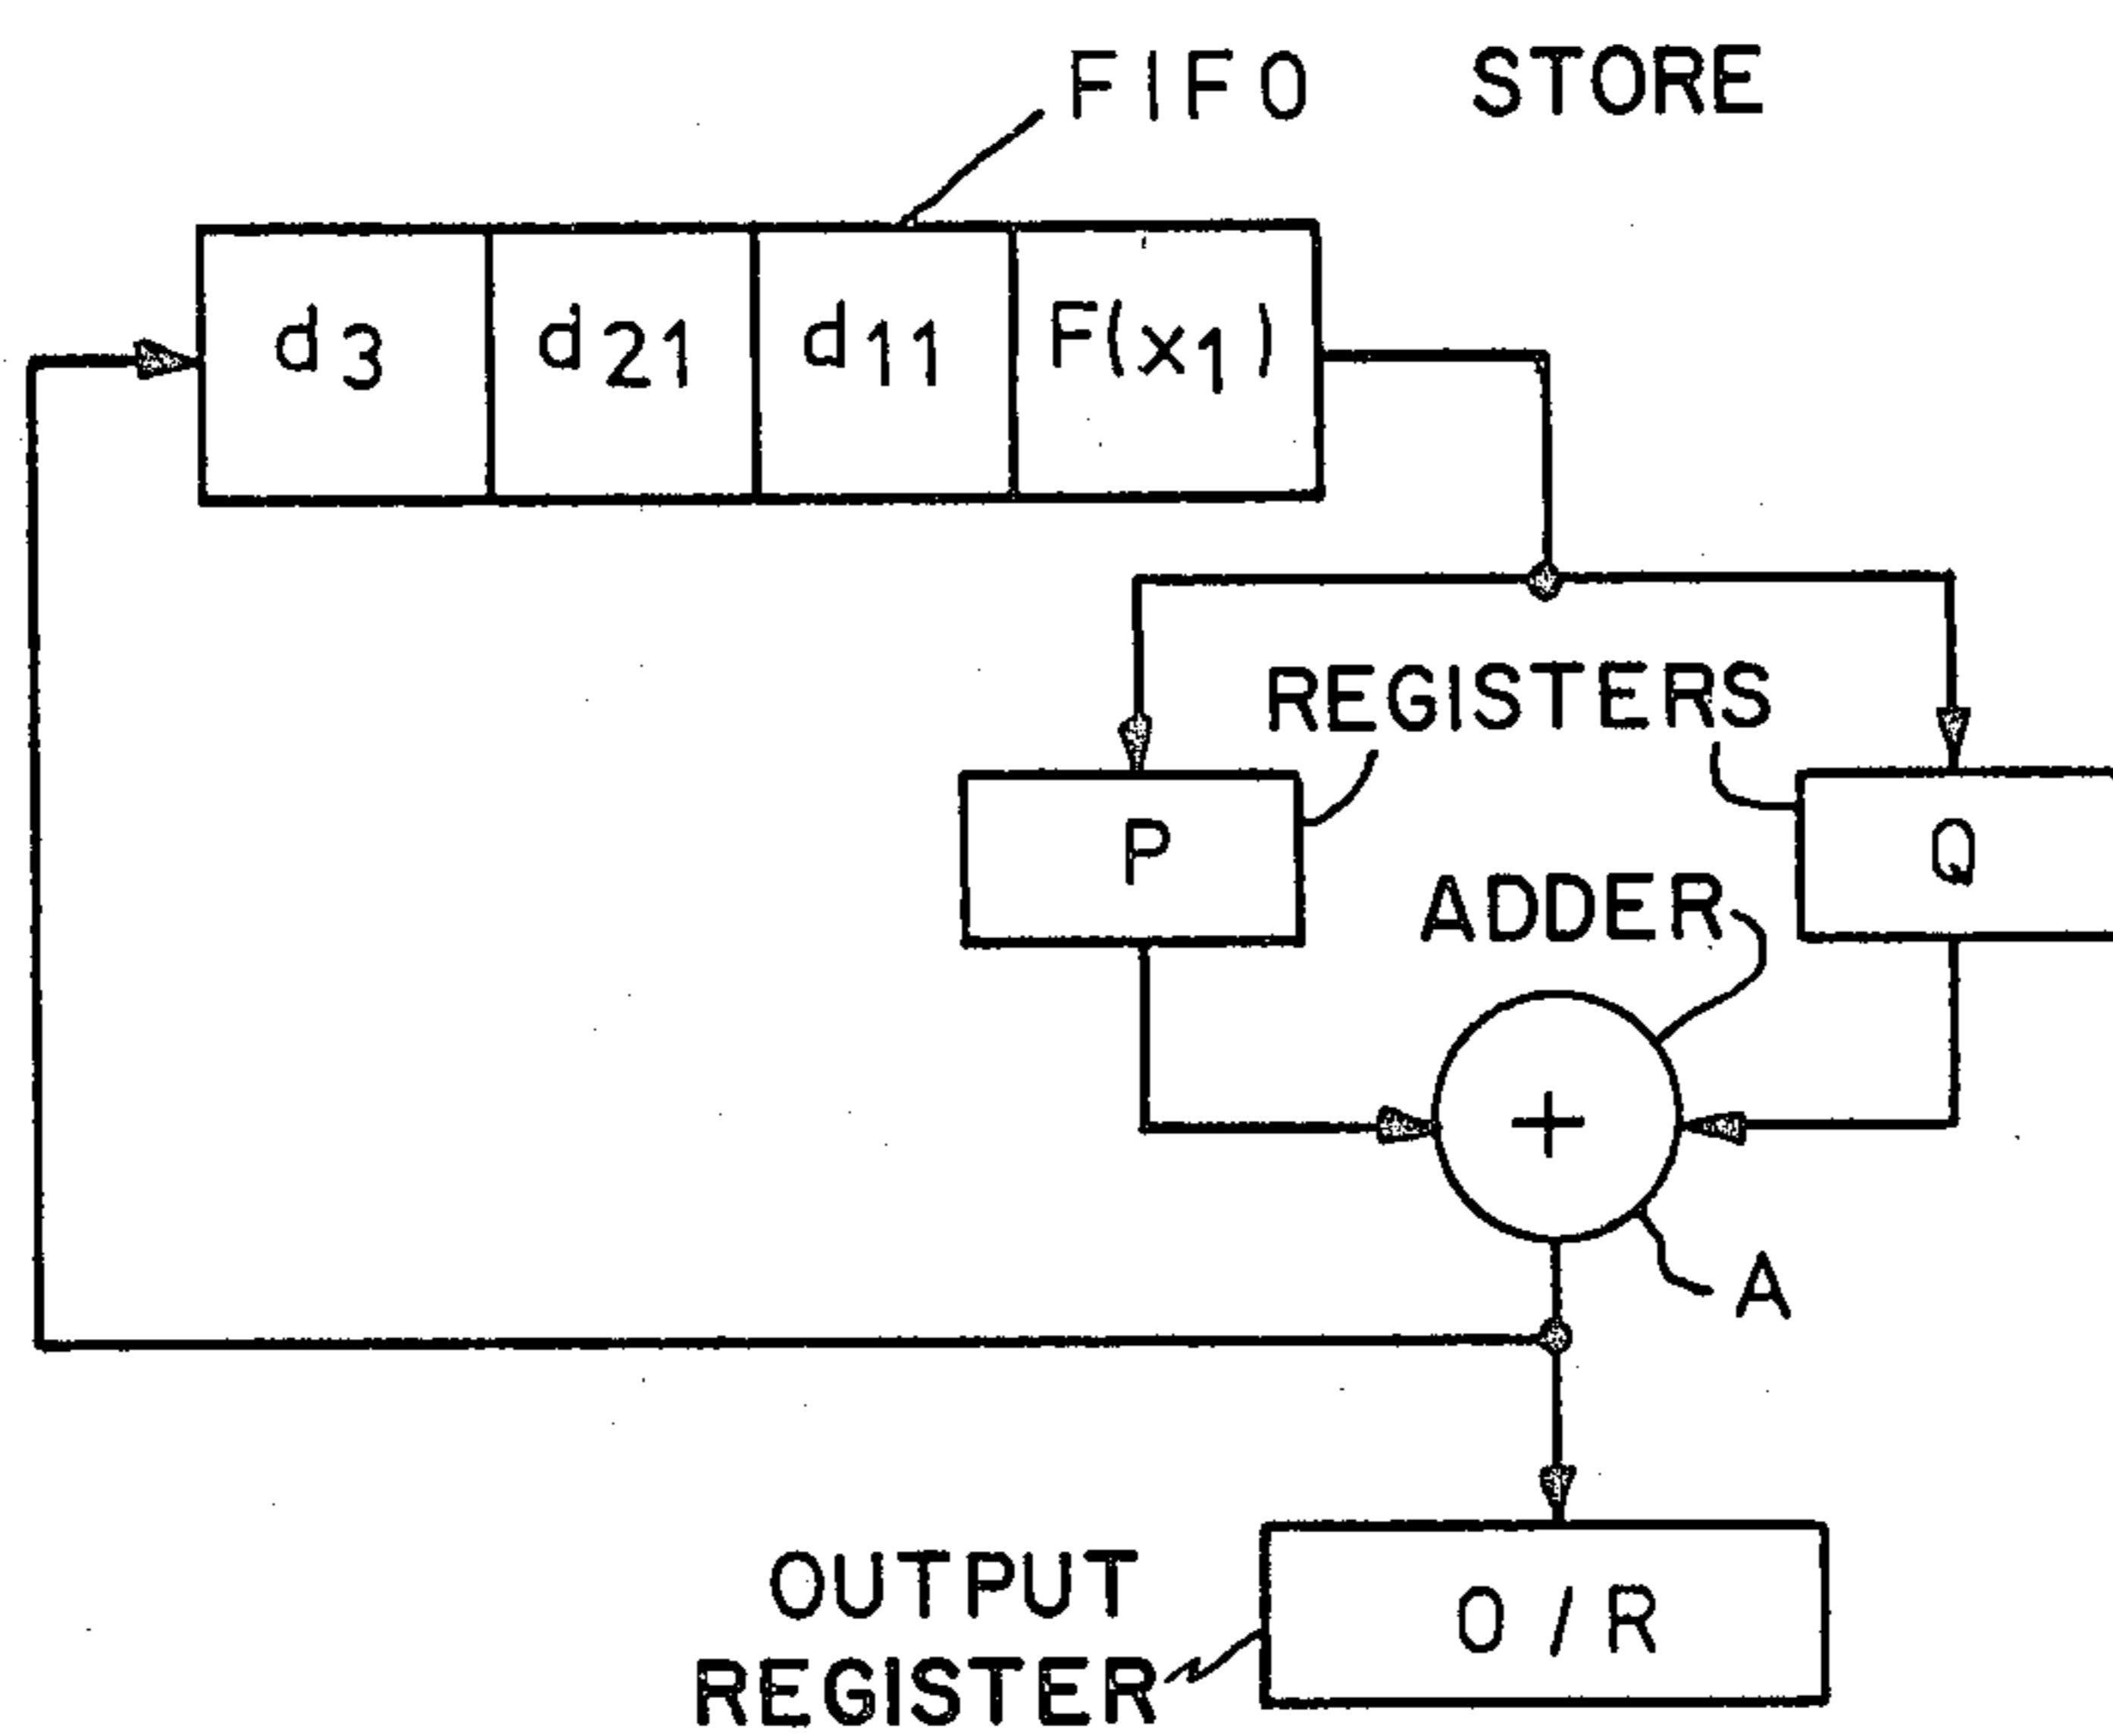 FIFO STORE
d3 d21 d11 F(x1)
REGISTERS
P
Q
ADDER
+
A
OUTPUT
REGISTER
O/R